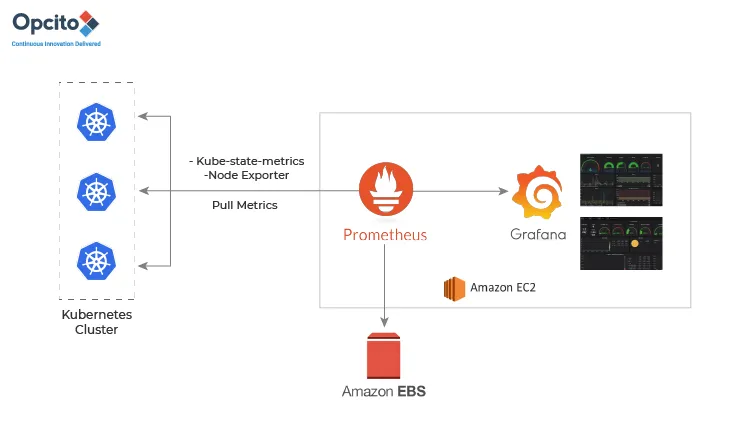 Opcito
Continuous Innovation Delivered
- Kube-state-metrics
-Node Exporter
Pull Metrics
Prometheus
Grafana
Amazon EC2
Kubernetes
Cluster
Amazon EBS